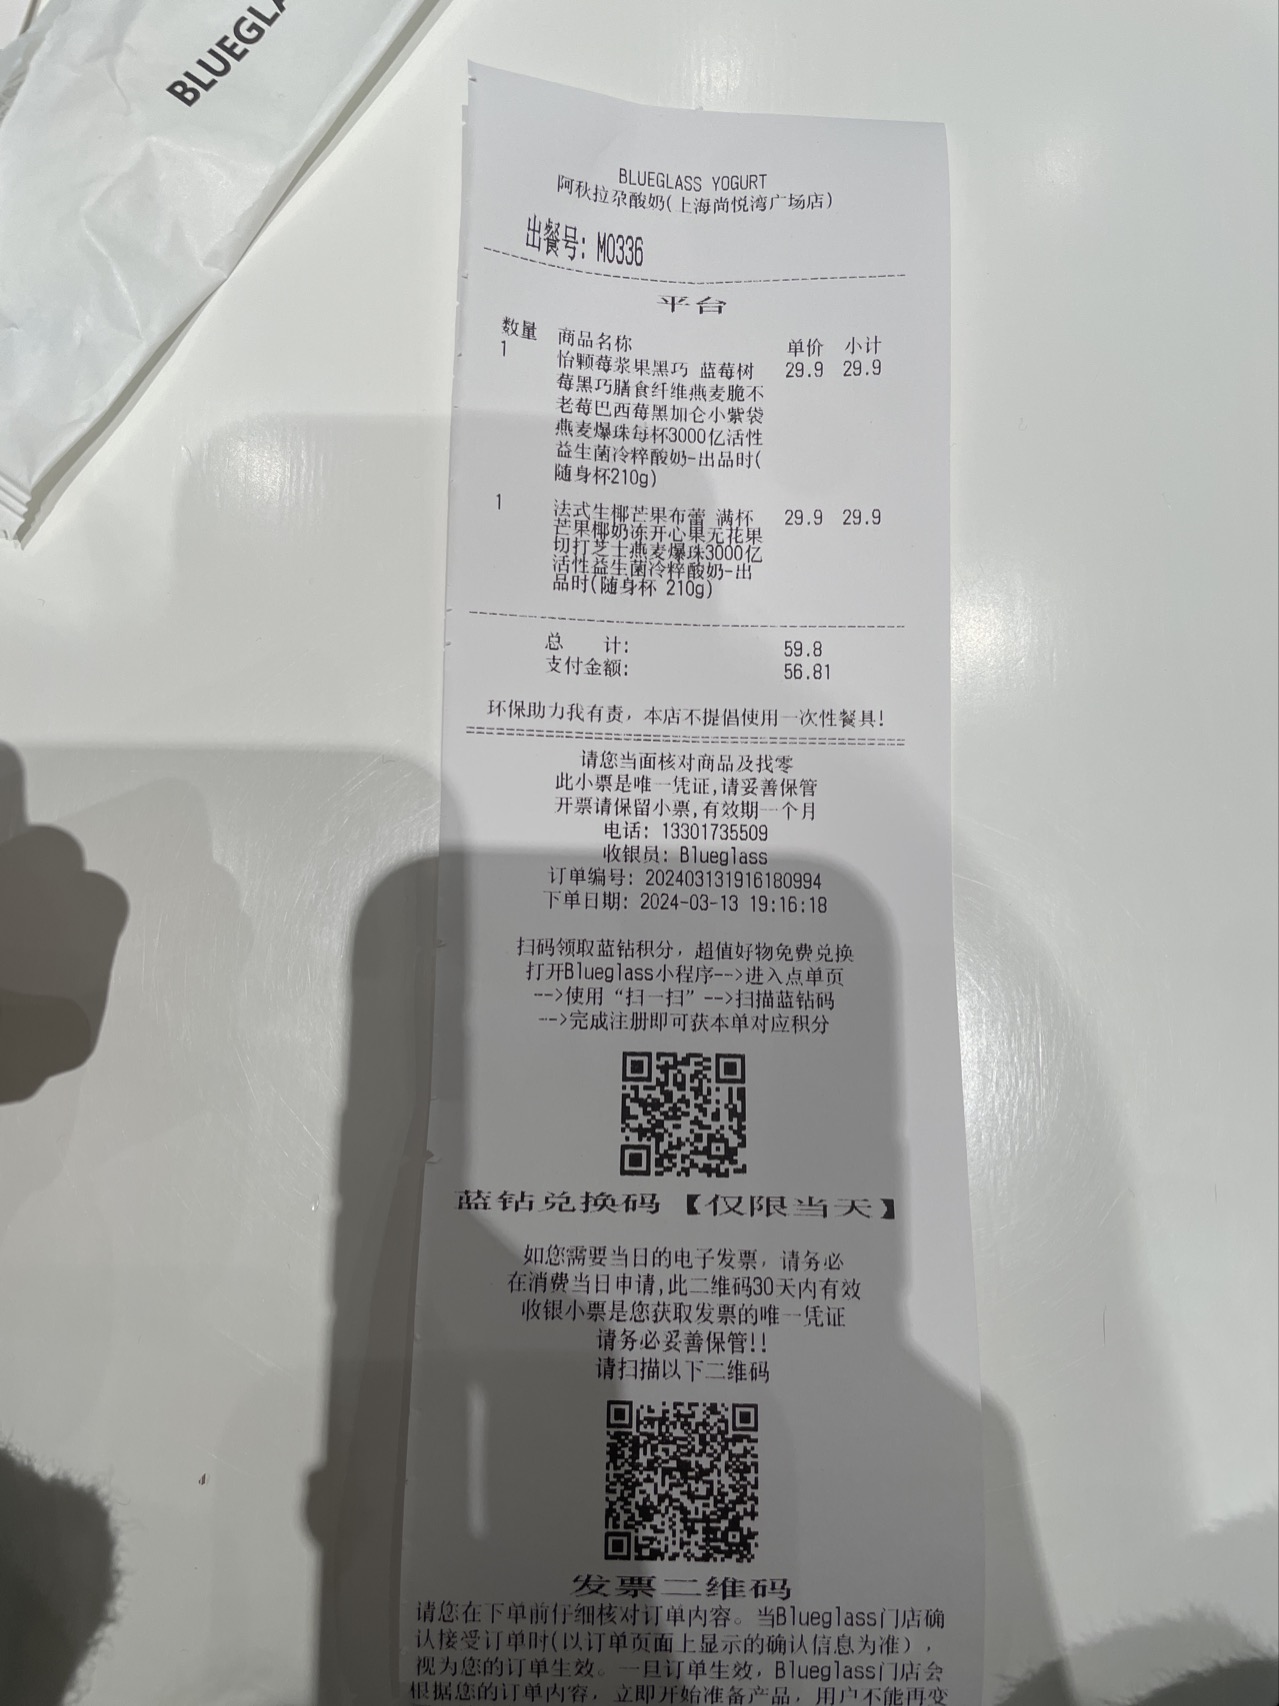 BLUEGLA
BLUEGLASS YOGURT
阿秋拉尕酸奶(上海尚悦湾广场店)
出餐号: M0336
平台
数量 商品名称 单价 小计
1 怡颗莓浆果黑巧 蓝莓树 29.9 29.9
莓黑巧膳食纤维燕麦脆不
老莓巴西莓黑加仑小紫袋
燕麦爆珠每杯3000亿活性
益生菌冷粹酸奶-出品时(
随身杯210g)
1 法式生椰芒果布蕾 满杯 29.9 29.9
芒果椰奶冻开心果无花果
切打芝士燕麦爆珠3000亿
活性益生菌冷粹酸奶-出
品时(随身杯 210g)
总 计: 59.8
支付金额: 56.81
环保助力我有责，本店不提倡使用一次性餐具!
请您当面核对商品及找零
此小票是唯一凭证,请妥善保管
开票请保留小票,有效期一个月
电话: 13301735509
收银员: Blueglass
订单编号: 202403131916180994
下单日期: 2024-03-13 19:16:18
扫码领取蓝钻积分，超值好物免费兑换
打开Blueglass小程序-->进入点单页
-->使用“扫一扫”-->扫描蓝钻码
-->完成注册即可获本单对应积分
蓝钻兑换码【仅限当天】
如您需要当日的电子发票，请务必
在消费当日申请,此二维码30天内有效
收银小票是您获取发票的唯一凭证
请务必妥善保管!!
请扫描以下二维码
发票二维码
请您在下单前仔细核对订单内容。当Blueglass门店确
认接受订单时(以订单页面上显示的确认信息为准)，
视为您的订单生效。一旦订单生效，Blueglass门店会
根据您的订单内容，立即开始准备产品，用户不能再变